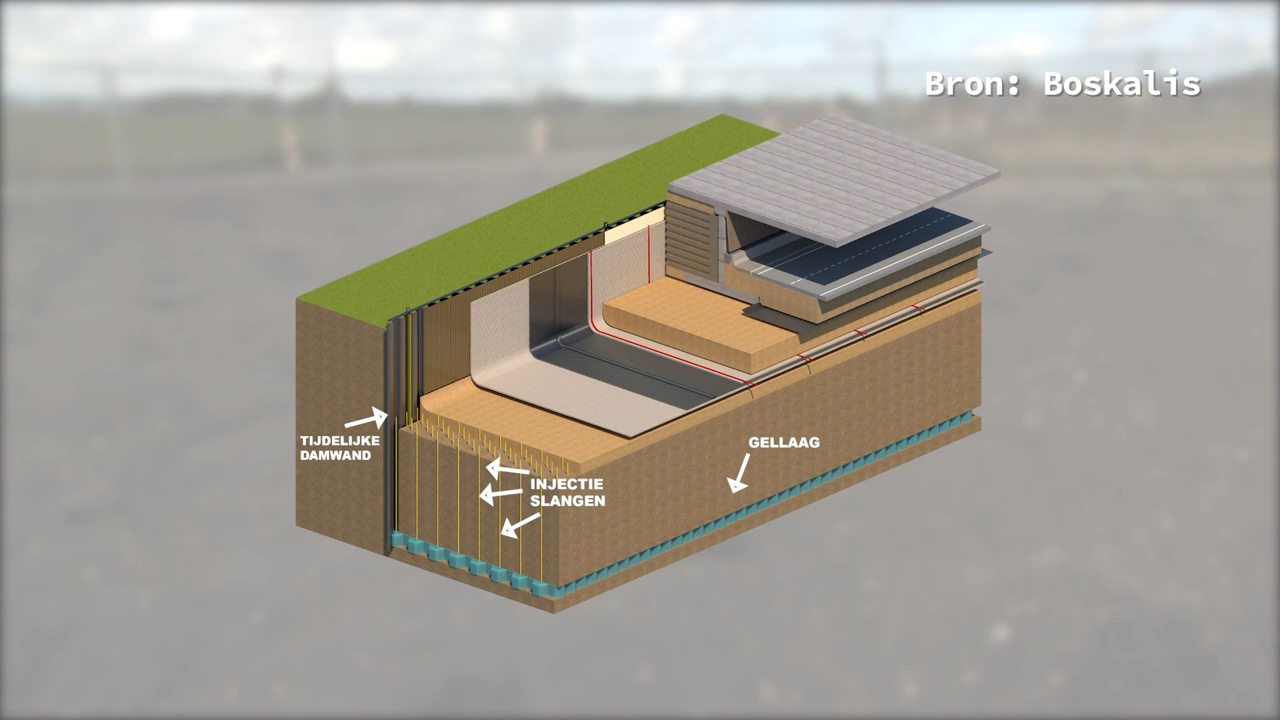 Bron: Boskalis
TIJDELIJKE
DAMWAND
GELLAAG
INJECTIE
SLANGEN